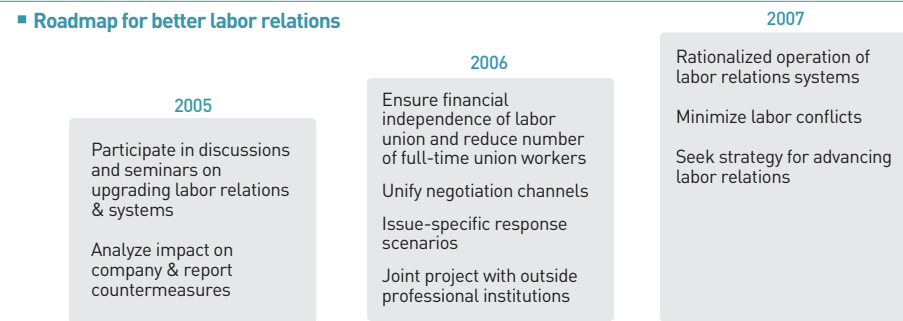 Roadmap for better labor relations
2005
Participate in discussions
and seminars on
upgrading labor relations
& systems
Analyze impact on
company & report
countermeasures
2006
Ensure financial
independence of labor
union and reduce number
of full-time union workers
Unify negotiation channels
Issue-specific response
scenarios
Joint project with outside
professional institutions
2007
Rationalized operation of
labor relations systems
Minimize labor conflicts
Seek strategy for advancing
labor relations